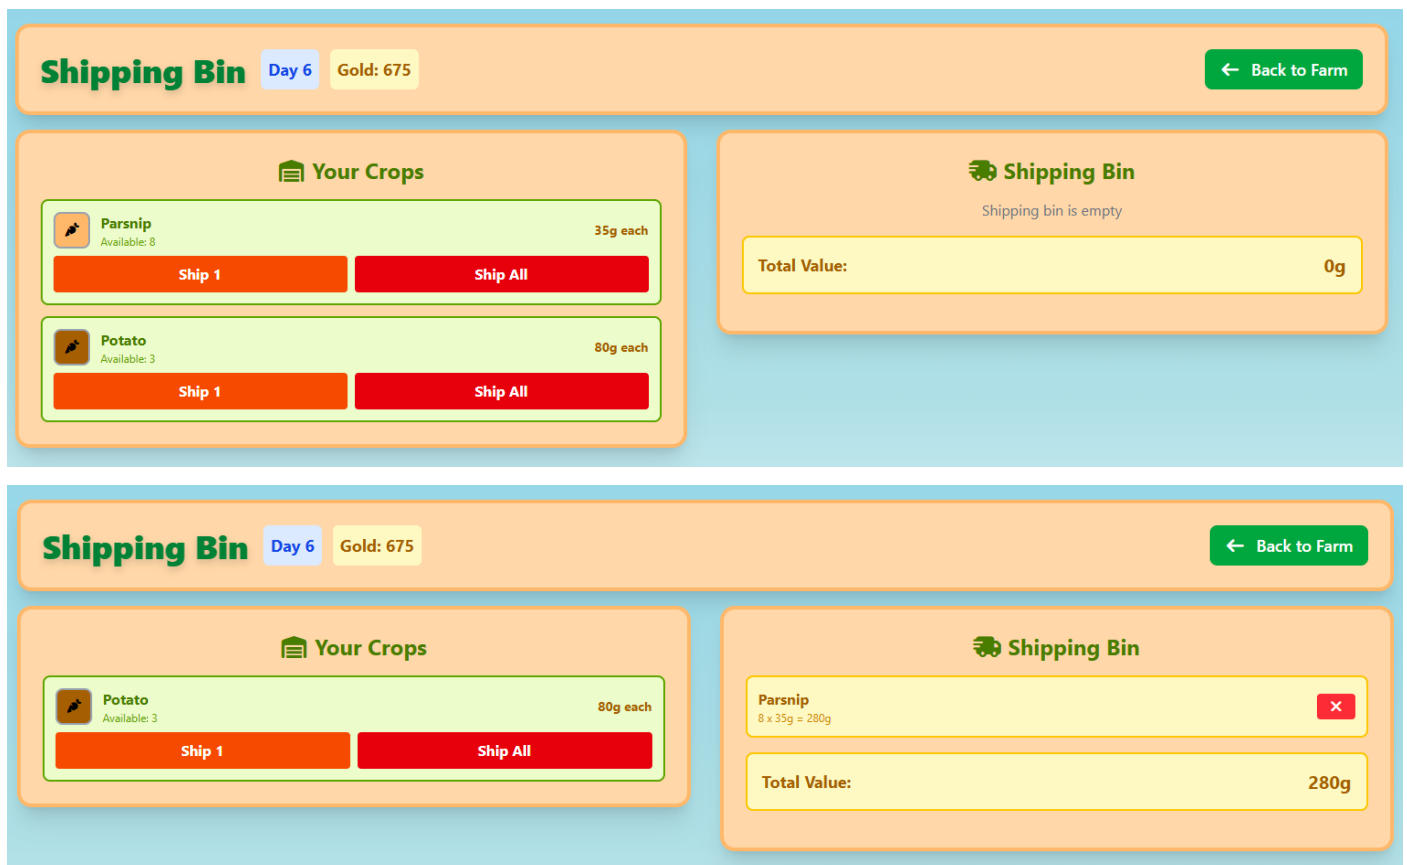 Shipping Bin Day 6 Gold: 675 Back to Farm
Your Crops
Parsnip
Available: 8
35g each
Ship 1 Ship All
Potato
Available: 3
80g each
Ship 1 Ship All
Shipping Bin
Shipping bin is empty
Total Value: 0g
Shipping Bin Day 6 Gold: 675 Back to Farm
Your Crops
Potato
Available: 3
80g each
Ship 1 Ship All
Shipping Bin
Parsnip
8 x 35g = 280g
Total Value: 280g